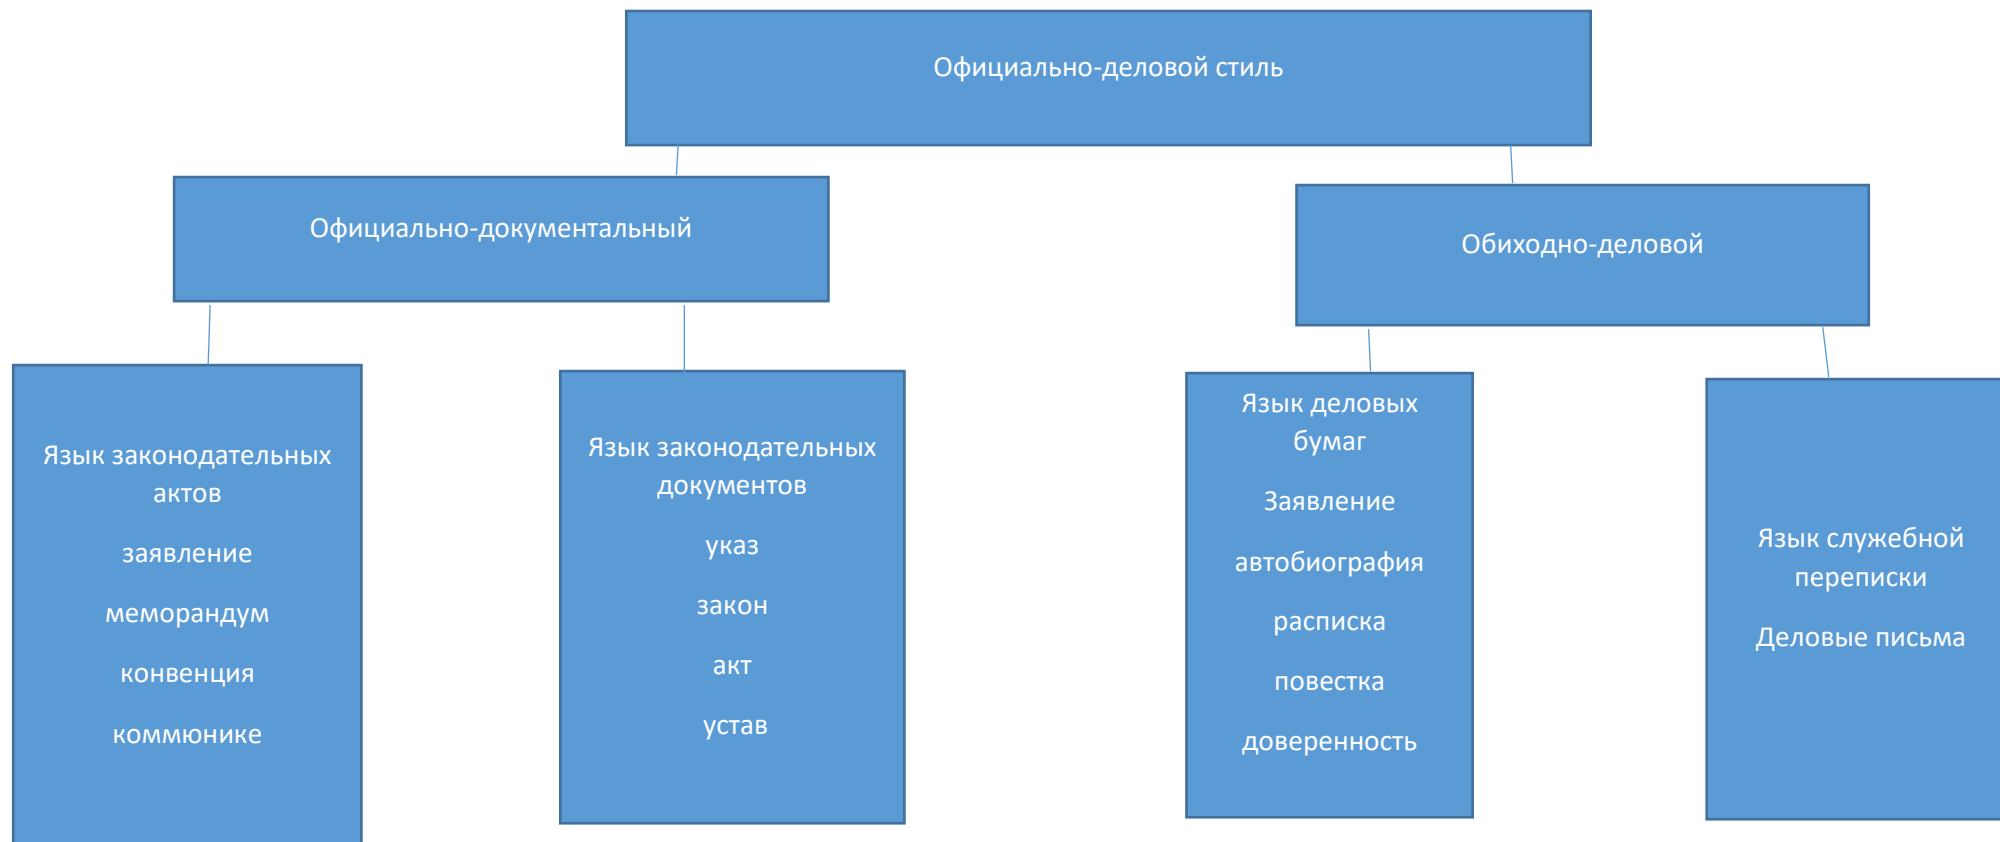 Официально-деловой стиль
Официально-документальный
Обиходно-деловой
Язык законодательных
актов
заявление
меморандум
конвенция
коммюнике
Язык законодательных
документов
указ
закон
акт
устав
Язык деловых
бумаг
Заявление
автобиография
расписка
повестка
доверенность
Язык служебной
переписки
Деловые письма